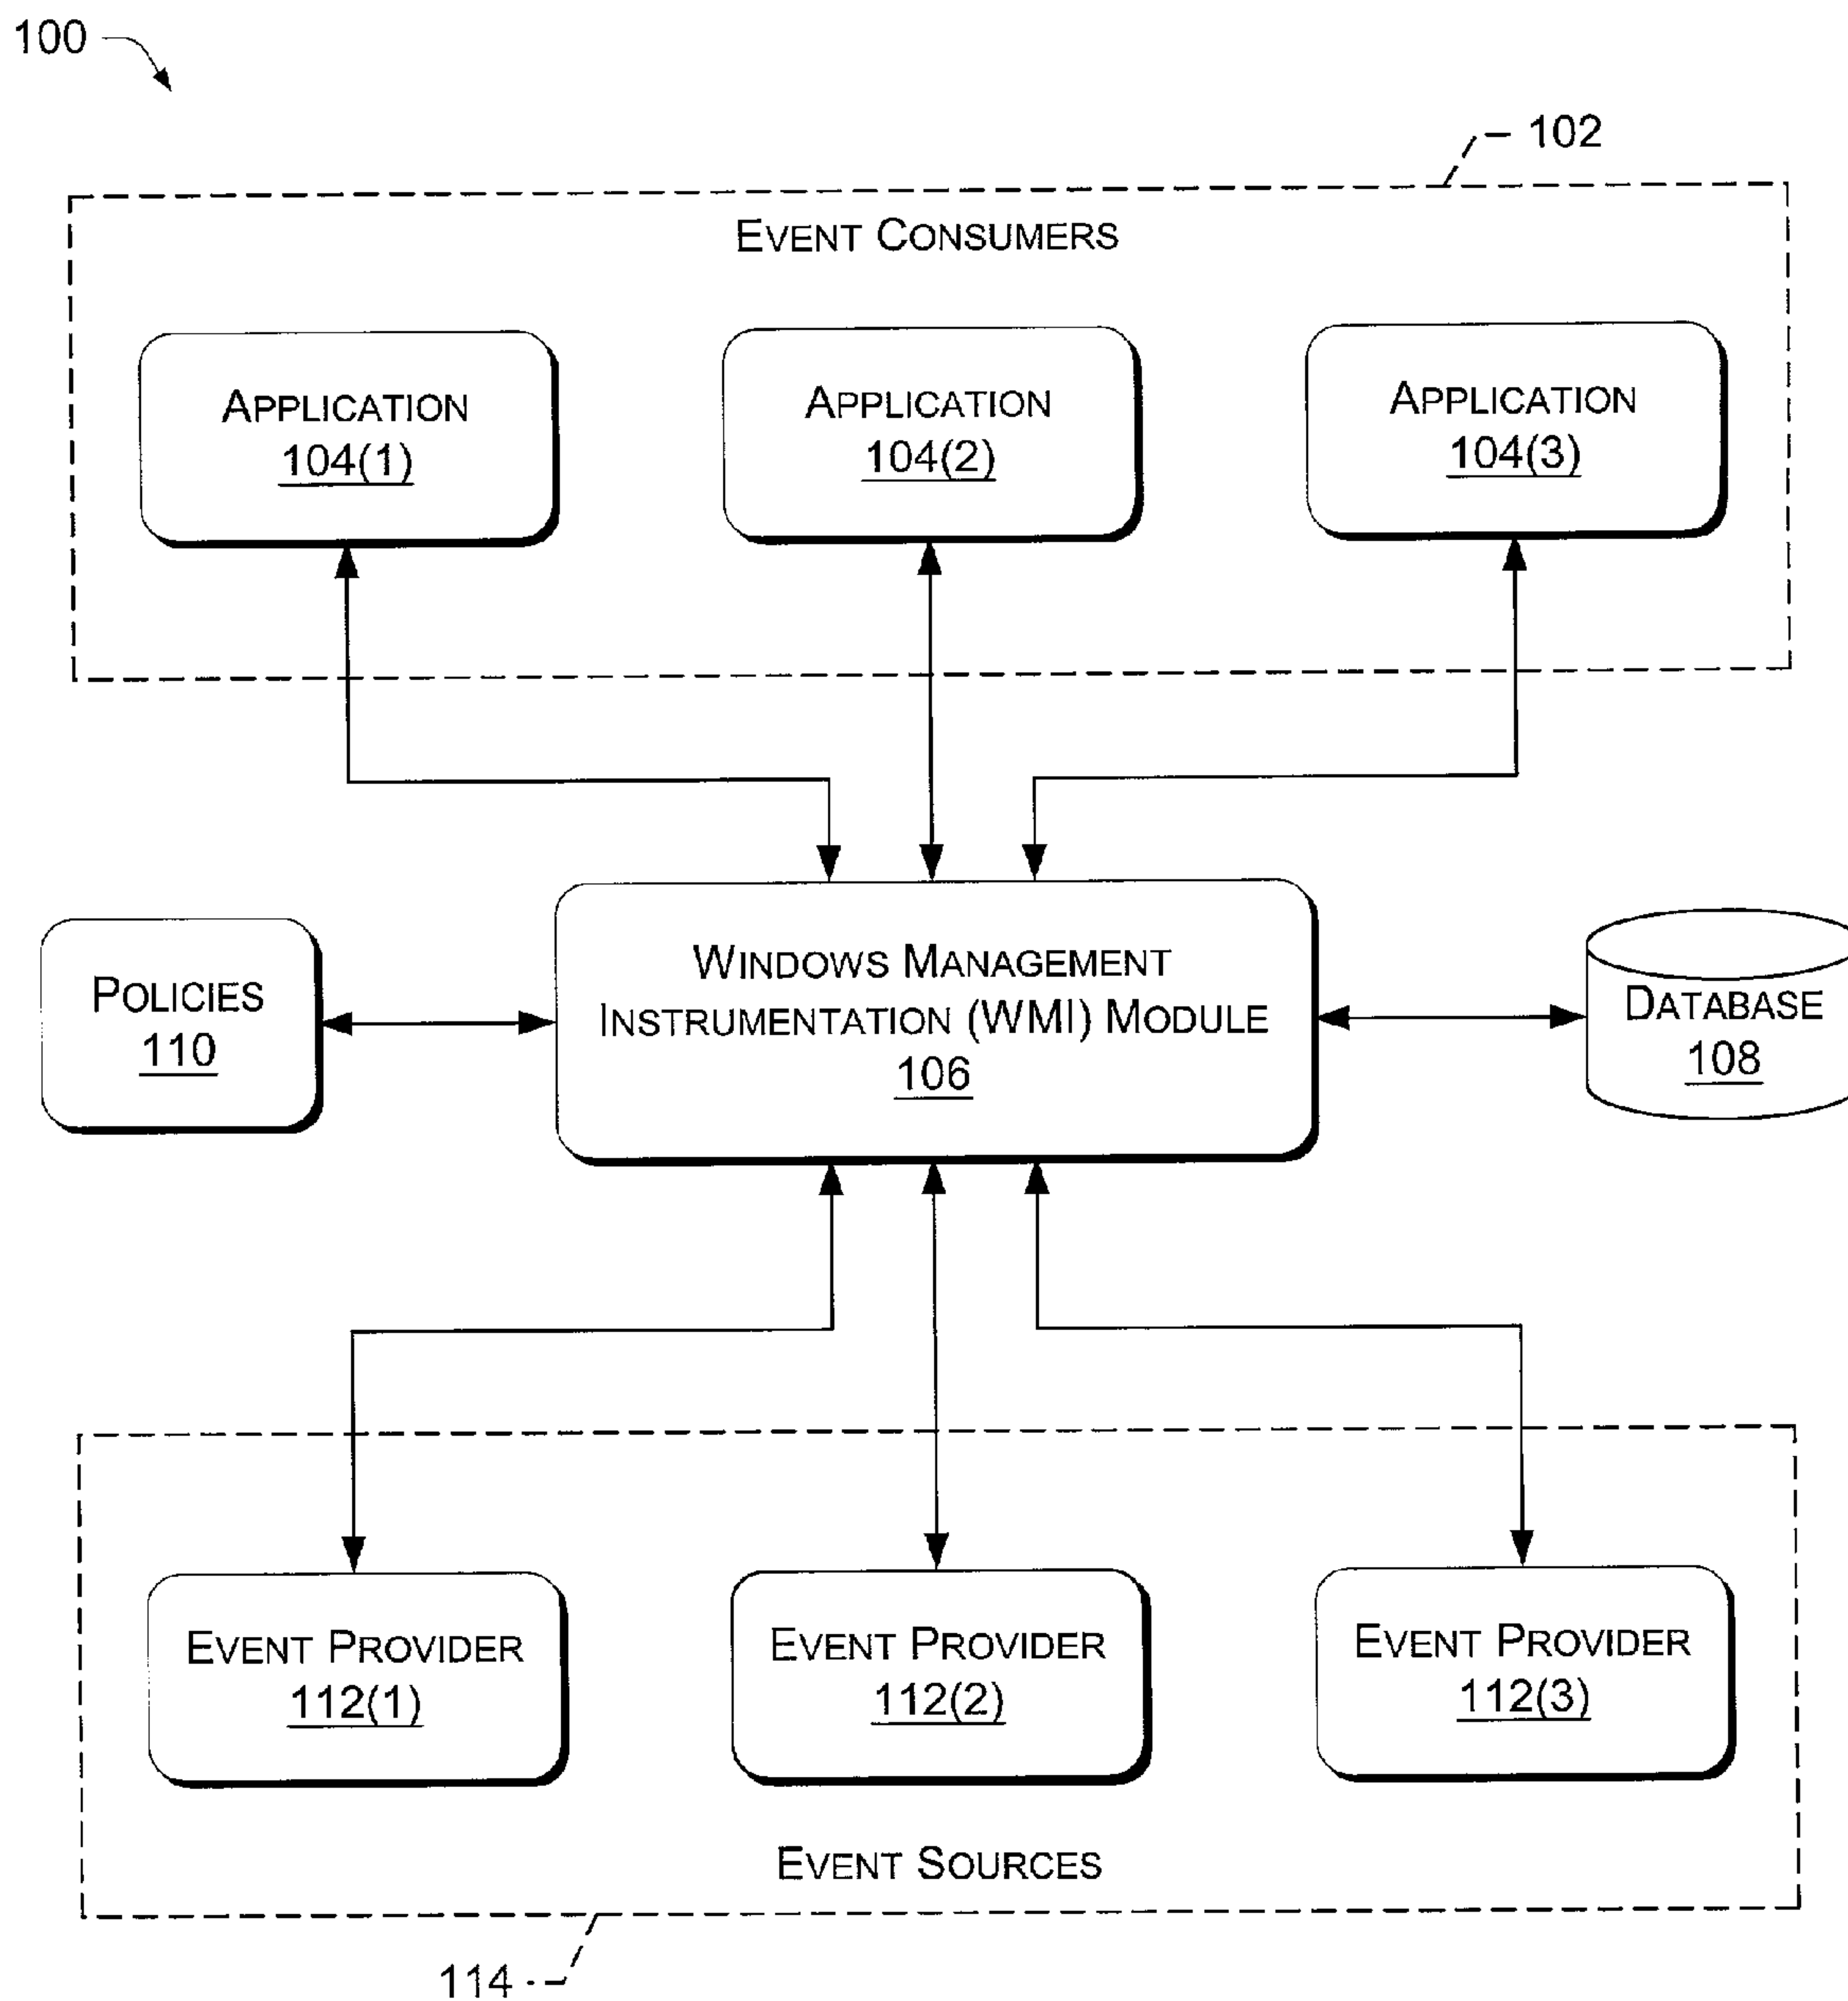 100
102
EVENT CONSUMERS
APPLICATION
104(1)
APPLICATION
104(2)
APPLICATION
104(3)
POLICIES
110
WINDOWS MANAGEMENT
INSTRUMENTATION (WMI) MODULE
106
DATABASE
108
EVENT PROVIDER
112(1)
EVENT PROVIDER
112(2)
EVENT PROVIDER
112(3)
EVENT SOURCES
114